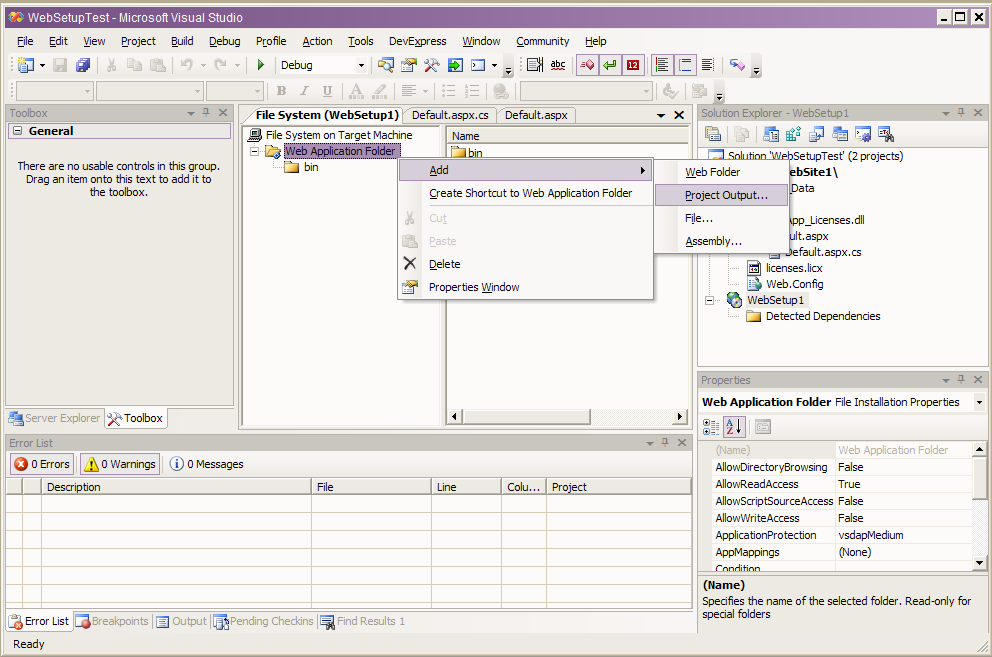 WebSetupTest - Microsoft Visual Studio
File Edit View Project Build Debug Profile Action Tools DevExpress Window Community Help
Debug
abc 12
B I U A
Toolbox
General
There are no usable controls in this group.
Drag an item onto this text to add it to
the toolbox.
Server Explorer Toolbox
File System (WebSetup1) Default.aspx.cs Default.aspx
File System on Target Machine
Web Application Folder
bin
Name
bin
Add
Create Shortcut to Web Application Folder
Cut
Paste
Delete
Properties Window
Web Folder
Project Output...
File...
Assembly...
Solution Explorer - WebSetup1
Solution 'WebSetupTest' (2 projects)
ebSite1\
_Data
App_Licenses.dll
ult.aspx
Default.aspx.cs
licenses.licx
Web.Config
WebSetup1
Detected Dependencies
Properties
Web Application Folder File Installation Properties
A
Z
(Name) Web Application Folder
AllowDirectoryBrowsing False
AllowReadAccess True
AllowScriptSourceAccess False
AllowWriteAccess False
ApplicationProtection vsdapMedium
AppMappings (None)
Condition
(Name)
Specifies the name of the selected folder. Read-only for
special folders
Error List
0 Errors 0 Warnings 0 Messages
Description File Line Colu... Project
Error List Breakpoints Output Pending Checkins Find Results 1
Ready